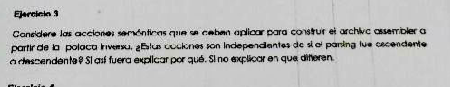 Ejercicio 3
Considere las acciones semánticas que se deben aplicar para construir el archivo assembler a
partir de la polaca inversa. ¿Estas acciones son independientes de si el parsing fue ascendente
o descendente? Si así fuera explicar por qué. Si no explicar en que difieren.